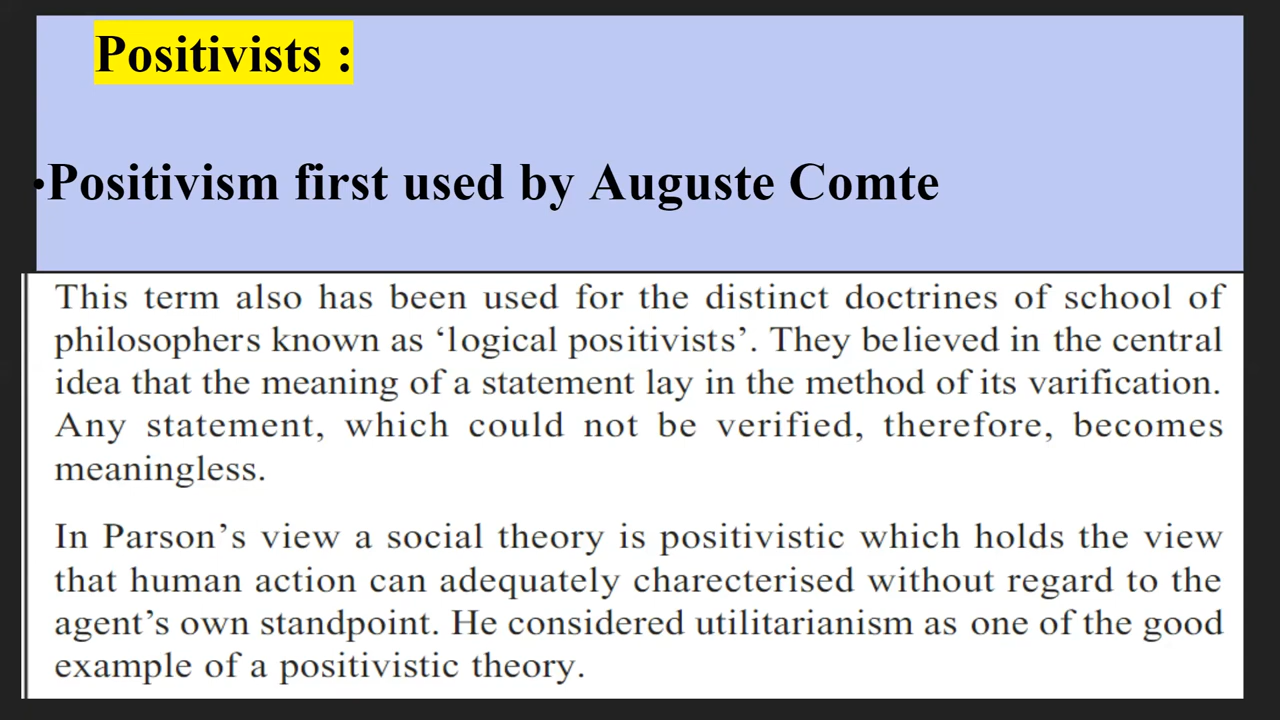 Positivists :
•Positivism first used by Auguste Comte
This term also has been used for the distinct doctrines of school of
philosophers known as ‘logical positivists’. They believed in the central
idea that the meaning of a statement lay in the method of its varification.
Any statement, which could not be verified, therefore, becomes
meaningless.
In Parson’s view a social theory is positivistic which holds the view
that human action can adequately charecterised without regard to the
agent’s own standpoint. He considered utilitarianism as one of the good
example of a positivistic theory.